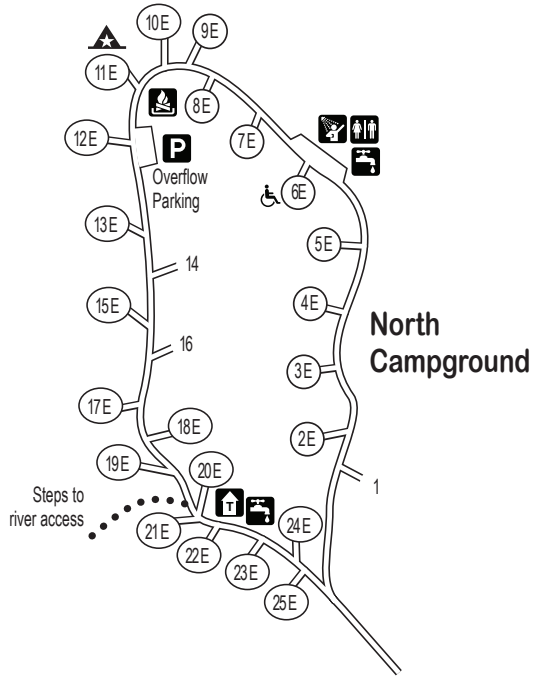 10E
9E
11E
8E
7E
12E
P
Overflow
Parking
6E
13E
5E
14
4E
15E
North
Campground
16
3E
17E
18E
2E
19E
20E
1
Steps to
river access
T
21E
24E
22E
23E
25E